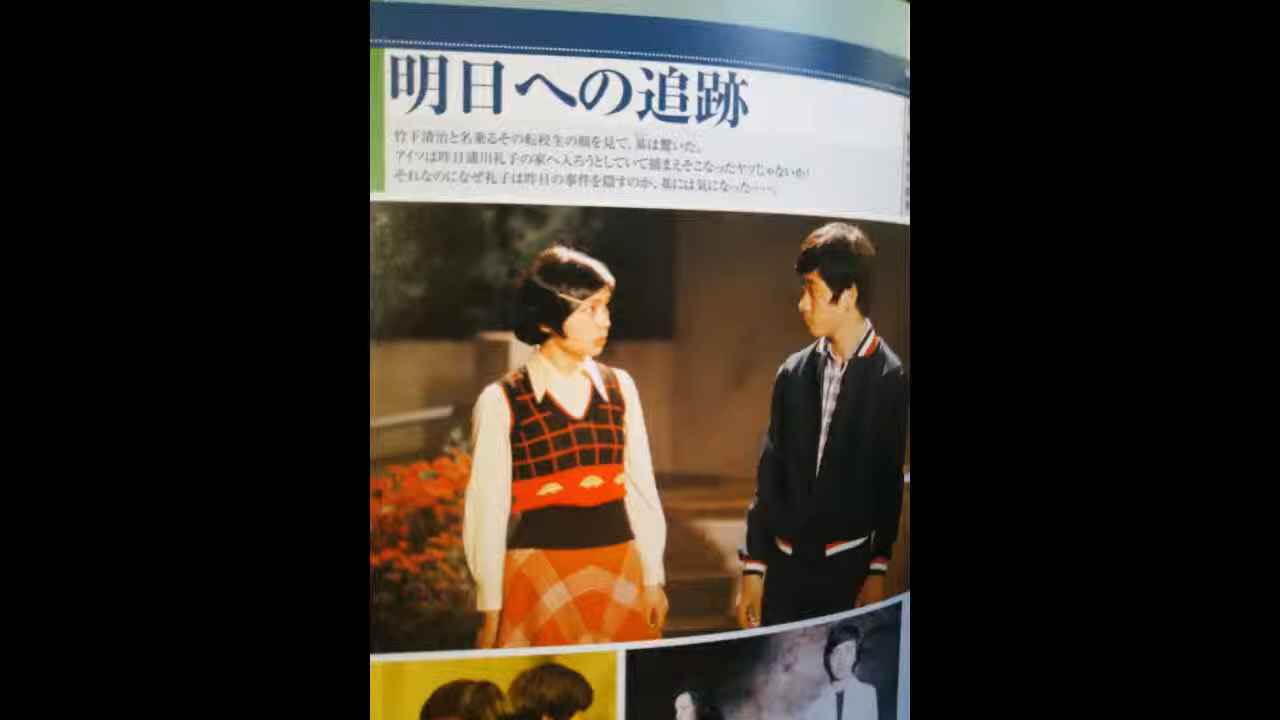 明日への追跡
竹下清治と名乗るその転校生の顔を見て、基は驚いた。
アイツは昨日浦川礼子の家へ入ろうとしていて捕まえそこなったヤツじゃないか!
それなのになぜ礼子は昨日の事件を隠すのか、基には気になった……。